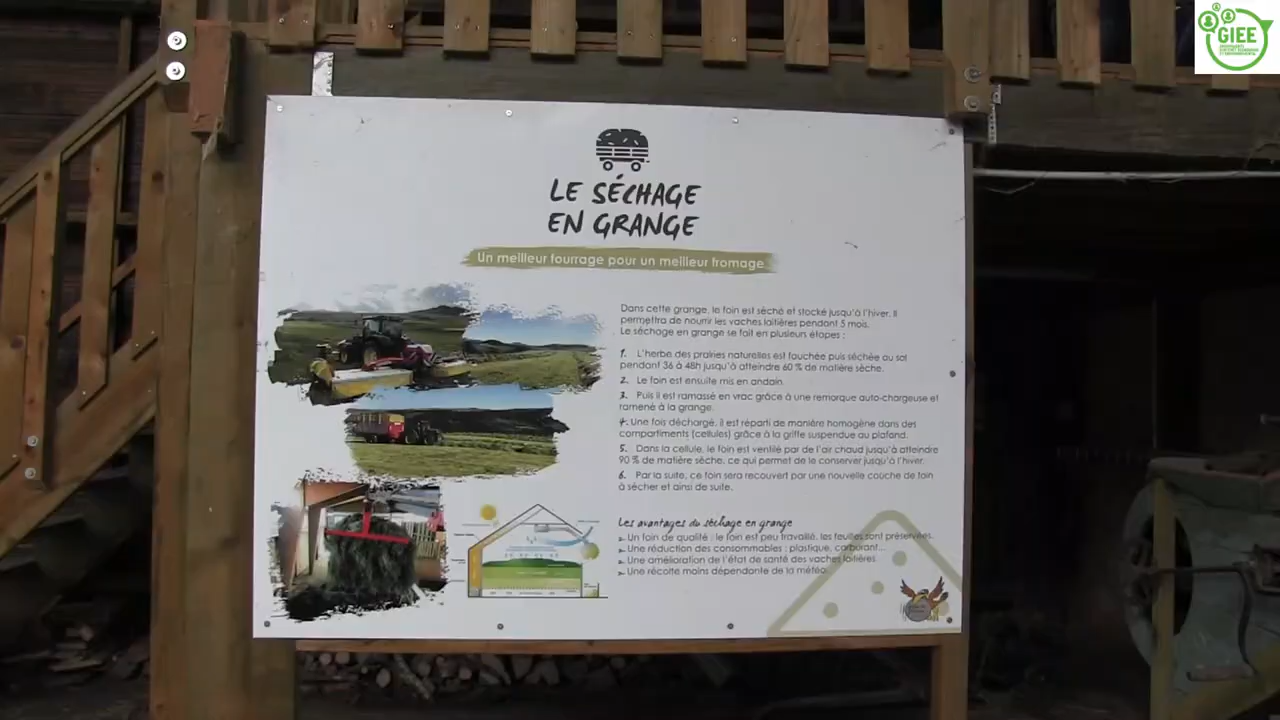 GIEE
LE SÉCHAGE
EN GRANGE
Un meilleur fourrage pour un meilleur fromage
Dans cette grange, le foin est séché et stocké jusqu'à l'hiver. Il
permettra de nourrir les vaches laitières pendant 5 mois.
Le séchage en grange se fait en plusieurs étapes :
1. L'herbe des prairies naturelles est fauchée puis séchée au sol
pendant 36 à 48h jusqu'à atteindre 60 % de matière sèche.
2. Le foin est ensuite mis en andain.
3. Puis il est ramassé en vrac grâce à une remorque auto-chargeuse et
ramené à la grange.
4. Une fois déchargé, il est réparti de manière homogène dans des
compartiments (cellules) grâce à la griffe suspendue au plafond.
5. Dans la cellule, le foin est ventilé par de l'air chaud jusqu'à atteindre
90 % de matière sèche, ce qui permet de le conserver jusqu'à l'hiver.
6. Par la suite, ce foin sera recouvert par une nouvelle couche de foin
à sécher et ainsi de suite.
Les avantages du séchage en grange
Un foin de qualité : le foin est peu travaillé, les feuilles sont préservées.
Une réduction des consommables : plastique, carburant...
Une amélioration de l'état de santé des vaches laitières
Une récolte moins dépendante de la météo.